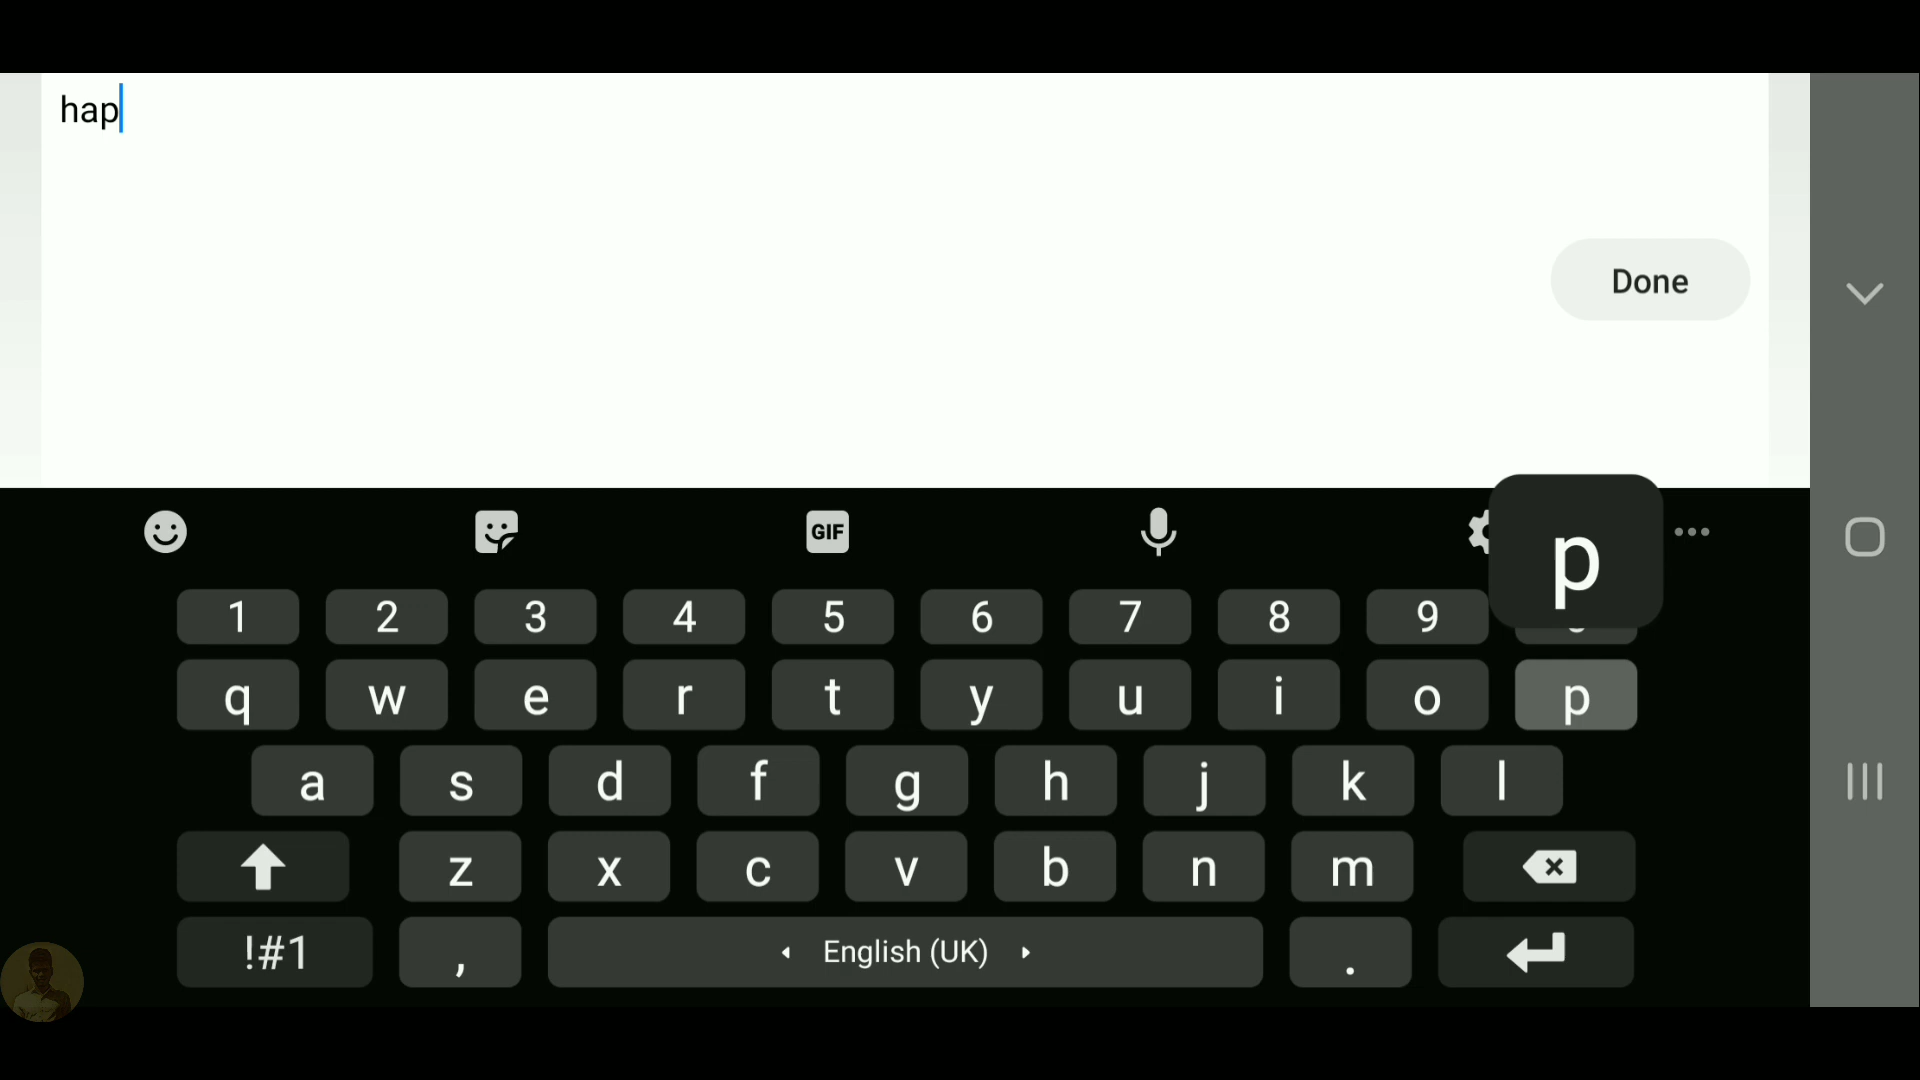 hap
Done
GIF
p
1 2 3 4 5 6 7 8 9
q w e r t y u i o p
a s d f g h j k l
z x c v b n m
!#1 , English (UK) .